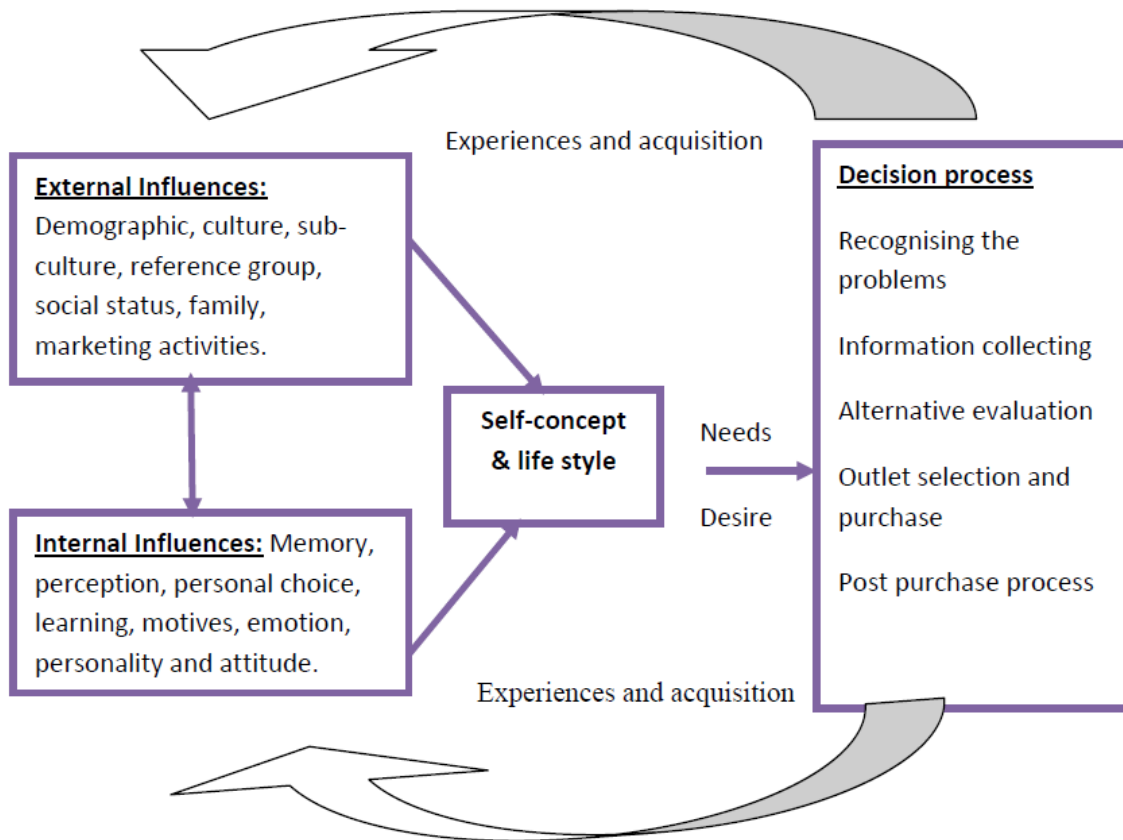 Experiences and acquisition
External Influences:
Demographic, culture, sub-
culture, reference group,
social status, family,
marketing activities.
Internal Influences: Memory,
perception, personal choice,
learning, motives, emotion,
personality and attitude.
Self-concept
& life style
Needs
Desire
Decision process
Recognising the
problems
Information collecting
Alternative evaluation
Outlet selection and
purchase
Post purchase process
Experiences and acquisition